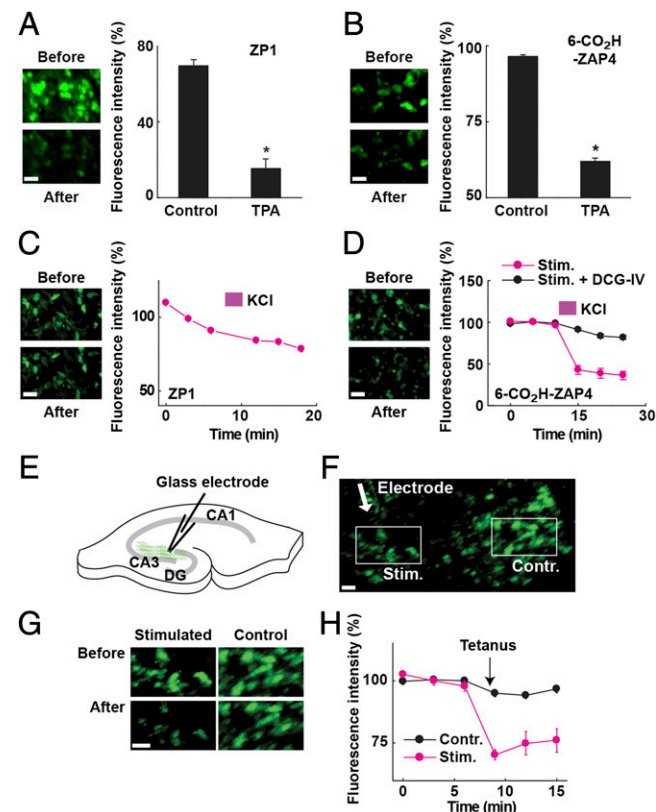 A
Before
After
Fluorescence intensity (%)
80
40
0
ZP1
Control
TPA
*
B
Before
After
Fluorescence intensity (%)
100
75
50
6-CO2H
-ZAP4
Control
TPA
*
C
Before
After
Fluorescence intensity (%)
100
50
KCl
ZP1
0
10
20
Time (min)
D
Before
After
Fluorescence intensity (%)
Stim.
Stim. + DCG-IV
150
100
50
0
KCl
6-CO2H-ZAP4
0
15
30
Time (min)
E
Glass electrode
CA1
CA3
DG
F
Electrode
Stim.
Contr.
G
Stimulated
Control
Before
After
H
Fluorescence intensity (%)
Tetanus
100
75
Contr.
Stim.
0
5
10
15
Time (min)